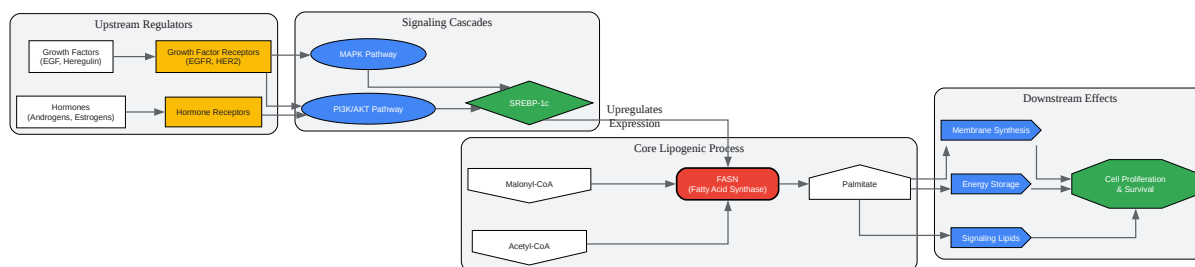 Upstream Regulators
Growth Factors
(EGF, Heregulin)
Growth Factor Receptors
(EGFR, HER2)
Hormones
(Androgens, Estrogens)
Hormone Receptors
Signaling Cascades
MAPK Pathway
PI3K/AKT Pathway
SREBP-1c
Upregulates
Expression
Core Lipogenic Process
Malonyl-CoA
Acetyl-CoA
FASN
(Fatty Acid Synthase)
Palmitate
Downstream Effects
Membrane Synthesis
Energy Storage
Signaling Lipids
Cell Proliferation
& Survival